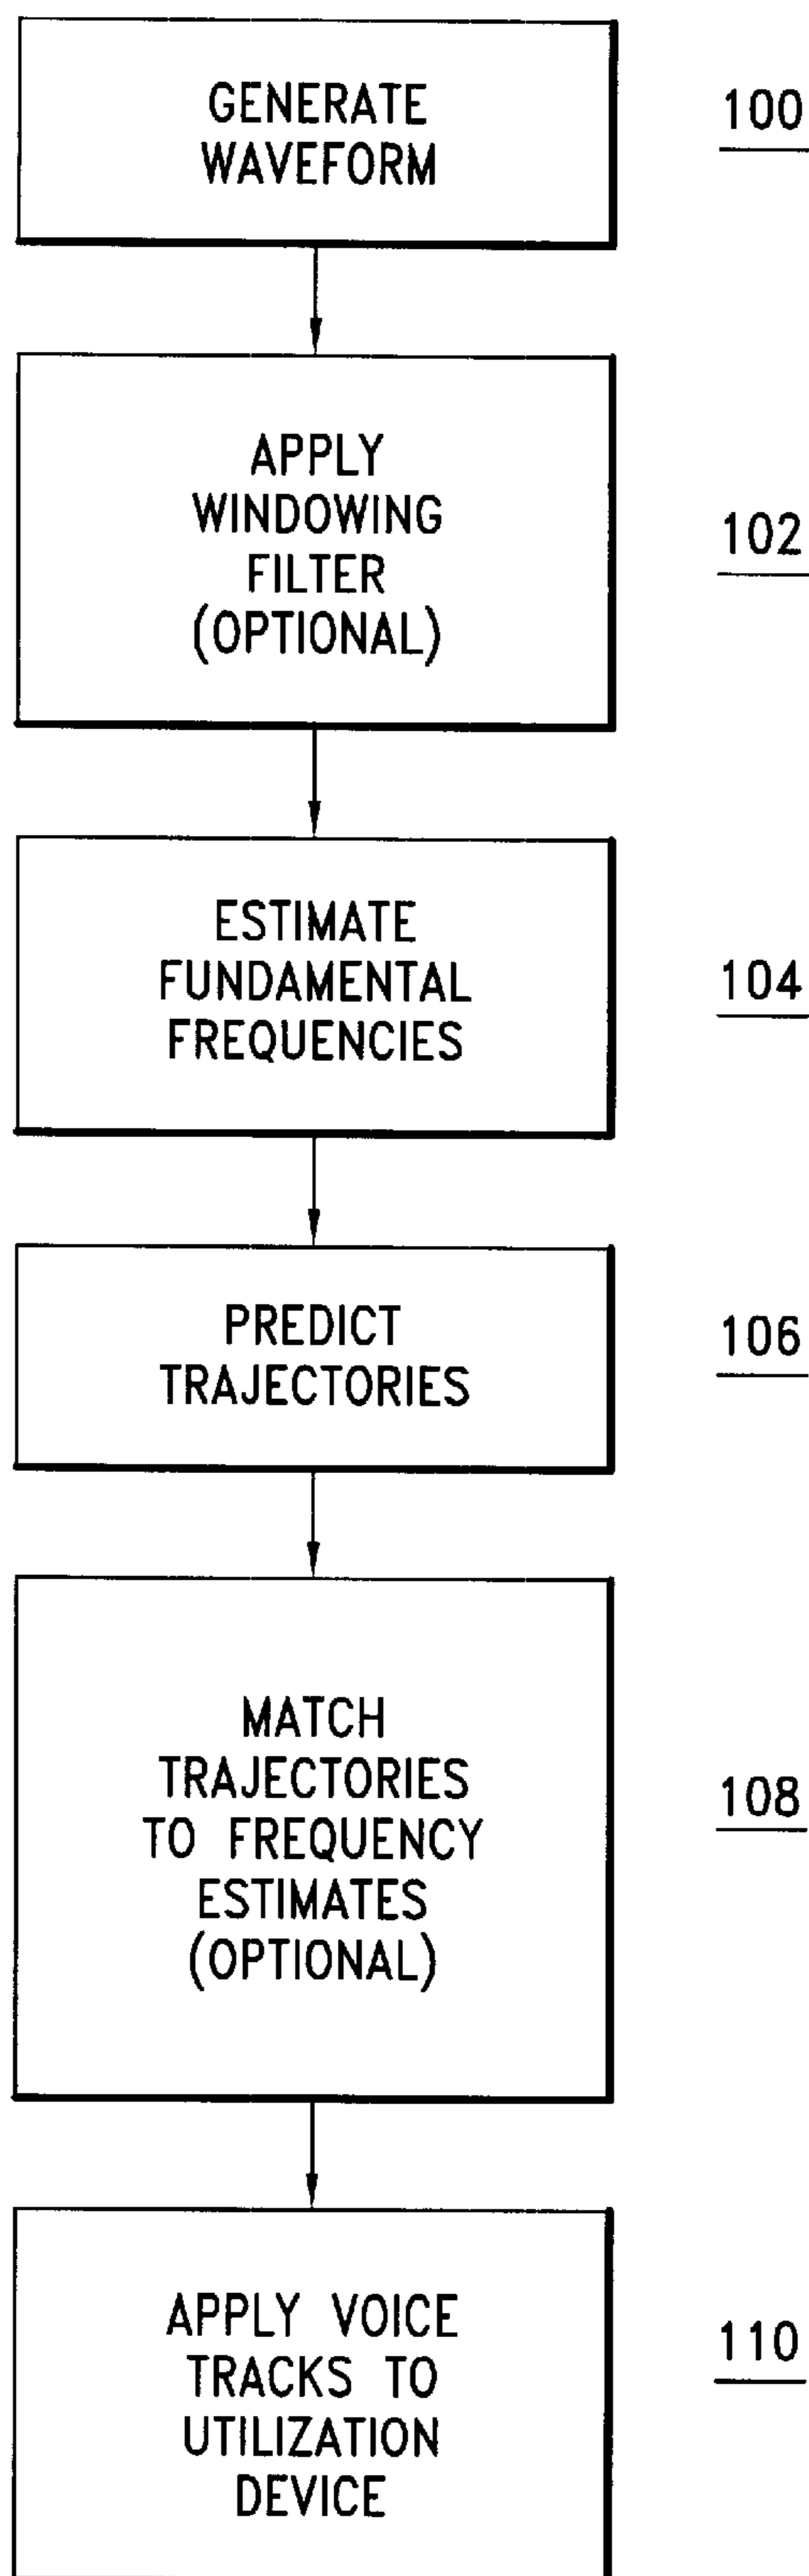 GENERATE
WAVEFORM
100
APPLY
WINDOWING
FILTER
(OPTIONAL)
102
ESTIMATE
FUNDAMENTAL
FREQUENCIES
104
PREDICT
TRAJECTORIES
106
MATCH
TRAJECTORIES
TO FREQUENCY
ESTIMATES
(OPTIONAL)
108
APPLY VOICE
TRACKS TO
UTILIZATION
DEVICE
110